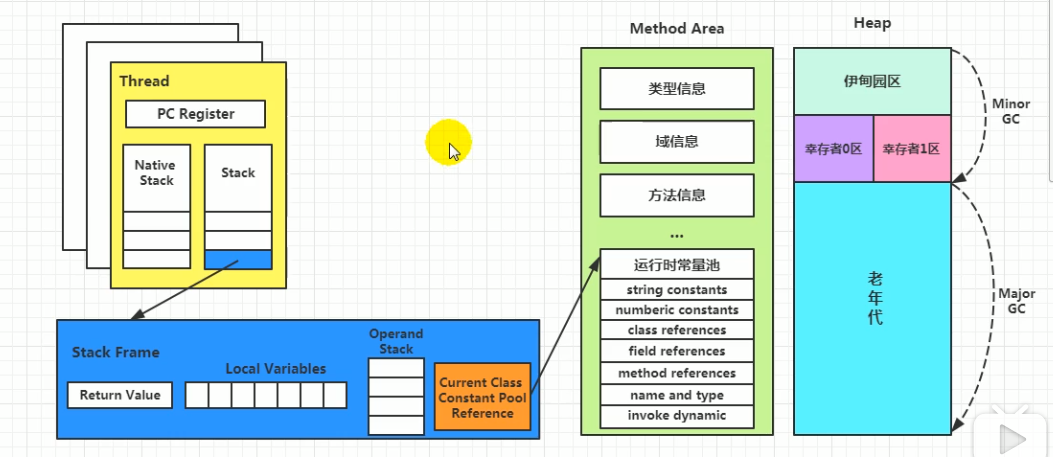 Thread
PC Register
Native
Stack
Stack
Stack Frame
Return Value
Local Variables
Operand
Stack
Current Class
Constant Pool
Reference
Method Area
类型信息
域信息
方法信息
...
运行时常量池
string constants
numberic constants
class references
field references
method references
name and type
invoke dynamic
Heap
伊甸园区
幸存者0区
幸存者1区
老
年
代
Minor
GC
Major
GC